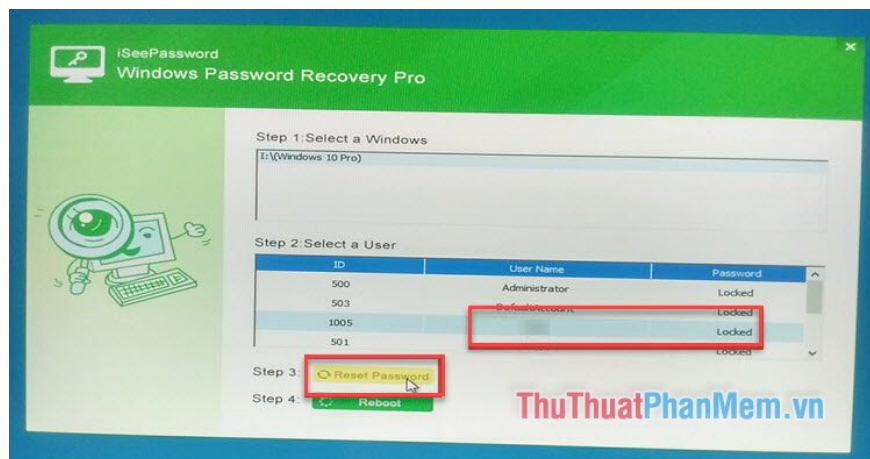 iSeePassword
Windows Password Recovery Pro
Step 1:Select a Windows
I:\(Windows 10 Pro)
Step 2:Select a User
ID User Name Password
500 Administrator Locked
503 DefaultAccount Locked
1005 Locked
501 Locked
Step 3: Reset Password
Step 4: Reboot
ThuThuatPhanMem.vn